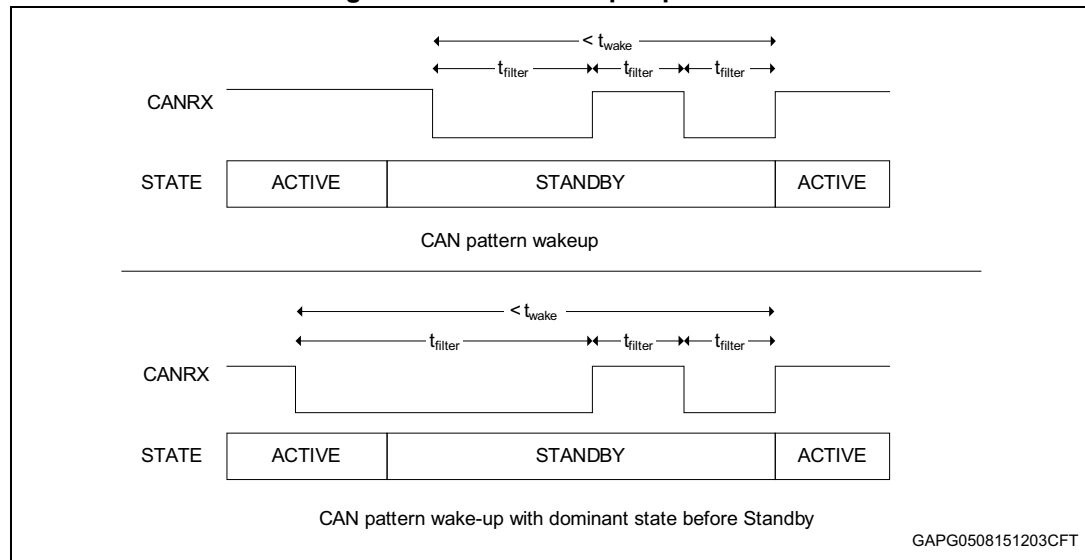 < twake
tfilter tfilter tfilter
CANRX
STATE ACTIVE STANDBY ACTIVE
CAN pattern wakeup
< twake
tfilter tfilter tfilter
CANRX
STATE ACTIVE STANDBY ACTIVE
CAN pattern wake-up with dominant state before Standby
GAPG0508151203CFT